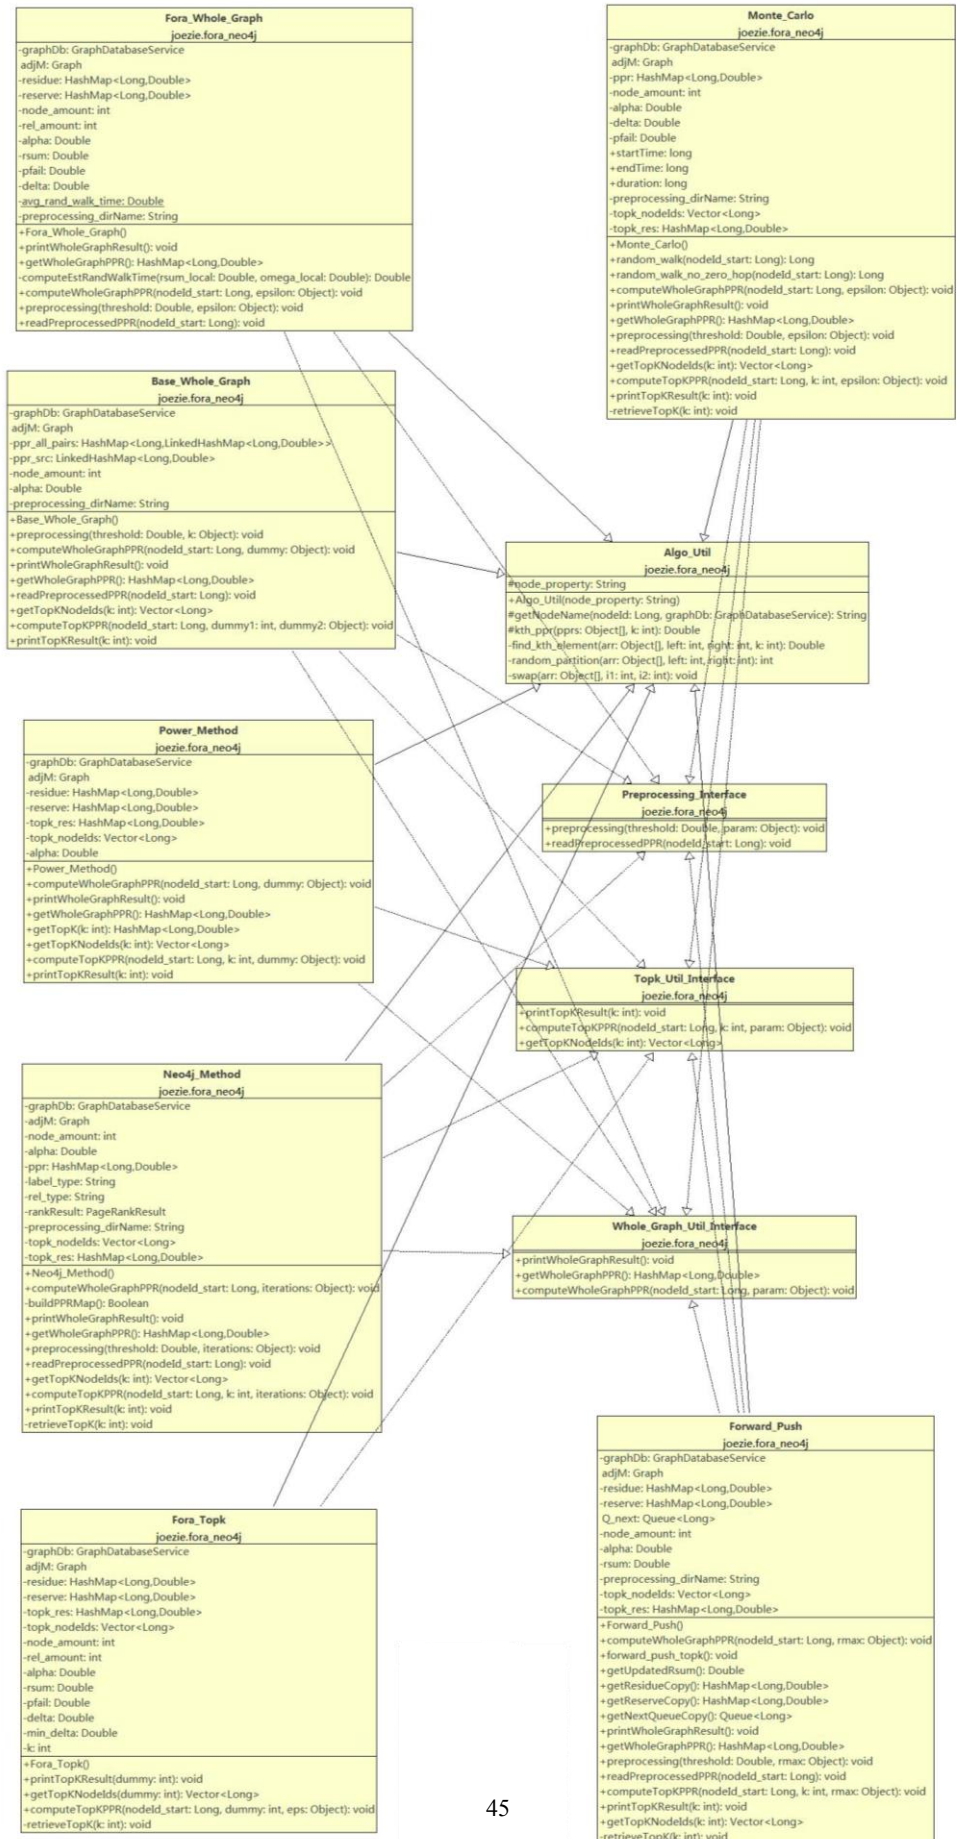 Fora_Whole_Graph
joezie.fora_neo4j
-graphDb: GraphDatabaseService
adjM: Graph
-residue: HashMap<Long,Double>
-reserve: HashMap<Long,Double>
-node_amount: int
-rel_amount: int
-alpha: Double
-rsum: Double
-pfail: Double
-delta: Double
-avg_rand_walk_time: Double
-preprocessing_dirName: String
+Fora_Whole_Graph()
+printWholeGraphResult(): void
+getWholeGraphPPR(): HashMap<Long,Double>
-computeEstRandWalkTime(rsum_local: Double, omega_local: Double): Double
+computeWholeGraphPPR(nodeId_start: Long, epsilon: Object): void
+preprocessing(threshold: Double, epsilon: Object): void
+readPreprocessedPPR(nodeId_start: Long): void
Monte_Carlo
joezie.fora_neo4j
-graphDb: GraphDatabaseService
adjM: Graph
-ppr: HashMap<Long,Double>
-node_amount: int
-alpha: Double
-delta: Double
-pfail: Double
+startTime: long
+endTime: long
+duration: long
-preprocessing_dirName: String
-topk_nodeIds: Vector<Long>
-topk_res: HashMap<Long,Double>
+Monte_Carlo()
+random_walk(nodeId_start: Long): Long
+random_walk_no_zero_hop(nodeId_start: Long): Long
+computeWholeGraphPPR(nodeId_start: Long, epsilon: Object): void
+printWholeGraphResult(): void
+getWholeGraphPPR(): HashMap<Long,Double>
+preprocessing(threshold: Double, epsilon: Object): void
+readPreprocessedPPR(nodeId_start: Long): void
+getTopKNodeIds(k: int): Vector<Long>
+computeTopKPPR(nodeId_start: Long, k: int, epsilon: Object): void
+printTopKResult(k: int): void
-retrieveTopK(k: int): void
Base_Whole_Graph
joezie.fora_neo4j
-graphDb: GraphDatabaseService
adjM: Graph
-ppr_all_pairs: HashMap<Long,LinkedHashMap<Long,Double>>
-ppr_src: LinkedHashMap<Long,Double>
-node_amount: int
-alpha: Double
-preprocessing_dirName: String
+Base_Whole_Graph()
+preprocessing(threshold: Double, k: Object): void
+computeWholeGraphPPR(nodeId_start: Long, dummy: Object): void
+printWholeGraphResult(): void
+getWholeGraphPPR(): HashMap<Long,Double>
+readPreprocessedPPR(nodeId_start: Long): void
+getTopKNodeIds(k: int): Vector<Long>
+computeTopKPPR(nodeId_start: Long, dummy1: int, dummy2: Object): void
+printTopKResult(k: int): void
Algo_Util
joezie.fora_neo4j
#node_property: String
+Algo_Util(node_property: String)
#getNodeName(nodeId: Long, graphDb: GraphDatabaseService): String
#kth_ppr(pprs: Object[], k: int): Double
-find_kth_element(arr: Object[], left: int, right: int, k: int): Double
-random_partition(arr: Object[], left: int, right: int): int
-swap(arr: Object[], i1: int, i2: int): void
Power_Method
joezie.fora_neo4j
-graphDb: GraphDatabaseService
adjM: Graph
-residue: HashMap<Long,Double>
-reserve: HashMap<Long,Double>
-topk_res: HashMap<Long,Double>
-topk_nodeIds: Vector<Long>
-alpha: Double
+Power_Method()
+computeWholeGraphPPR(nodeId_start: Long, dummy: Object): void
+printWholeGraphResult(): void
+getWholeGraphPPR(): HashMap<Long,Double>
+getTopK(k: int): HashMap<Long,Double>
+getTopKNodeIds(k: int): Vector<Long>
+computeTopKPPR(nodeId_start: Long, k: int, dummy: Object): void
+printTopKResult(k: int): void
Preprocessing_Interface
joezie.fora_neo4j
+preprocessing(threshold: Double, param: Object): void
+readPreprocessedPPR(nodeId_start: Long): void
Topk_Util_Interface
joezie.fora_neo4j
+printTopKResult(k: int): void
+computeTopKPPR(nodeId_start: Long, k: int, param: Object): void
+getTopKNodeIds(k: int): Vector<Long>
Neo4j_Method
joezie.fora_neo4j
-graphDb: GraphDatabaseService
-adjM: Graph
-node_amount: int
-alpha: Double
-ppr: HashMap<Long,Double>
-label_type: String
-rel_type: String
-rankResult: PageRankResult
-preprocessing_dirName: String
-topk_nodeIds: Vector<Long>
-topk_res: HashMap<Long,Double>
+Neo4j_Method()
+computeWholeGraphPPR(nodeId_start: Long, iterations: Object): void
-buildPPRMap(): Boolean
+printWholeGraphResult(): void
+getWholeGraphPPR(): HashMap<Long,Double>
+preprocessing(threshold: Double, iterations: Object): void
+readPreprocessedPPR(nodeId_start: Long): void
+getTopKNodeIds(k: int): Vector<Long>
+computeTopKPPR(nodeId_start: Long, k: int, iterations: Object): void
+printTopKResult(k: int): void
-retrieveTopK(k: int): void
Whole_Graph_Util_Interface
joezie.fora_neo4j
+printWholeGraphResult(): void
+getWholeGraphPPR(): HashMap<Long,Double>
+computeWholeGraphPPR(nodeId_start: Long, param: Object): void
Fora_Topk
joezie.fora_neo4j
-graphDb: GraphDatabaseService
adjM: Graph
-residue: HashMap<Long,Double>
-reserve: HashMap<Long,Double>
-topk_res: HashMap<Long,Double>
-topk_nodeIds: Vector<Long>
-node_amount: int
-rel_amount: int
-alpha: Double
-rsum: Double
-pfail: Double
-delta: Double
-min_delta: Double
-k: int
+Fora_Topk()
+printTopKResult(dummy: int): void
+getTopKNodeIds(dummy: int): Vector<Long>
+computeTopKPPR(nodeId_start: Long, dummy: int, eps: Object): void
-retrieveTopK(k: int): void
Forward_Push
joezie.fora_neo4j
-graphDb: GraphDatabaseService
adjM: Graph
-residue: HashMap<Long,Double>
-reserve: HashMap<Long,Double>
Q_next: Queue<Long>
-node_amount: int
-alpha: Double
-rsum: Double
-preprocessing_dirName: String
-topk_nodeIds: Vector<Long>
-topk_res: HashMap<Long,Double>
+Forward_Push()
+computeWholeGraphPPR(nodeId_start: Long, rmax: Object): void
+forward_push_topk(): void
+getUpdatedRsum(): Double
+getResidueCopy(): HashMap<Long,Double>
+getReserveCopy(): HashMap<Long,Double>
+getNextQueueCopy(): Queue<Long>
+printWholeGraphResult(): void
+getWholeGraphPPR(): HashMap<Long,Double>
+preprocessing(threshold: Double, rmax: Object): void
+readPreprocessedPPR(nodeId_start: Long): void
+computeTopKPPR(nodeId_start: Long, k: int, rmax: Object): void
+printTopKResult(k: int): void
+getTopKNodeIds(k: int): Vector<Long>
-retrieveTopK(k: int): void
45